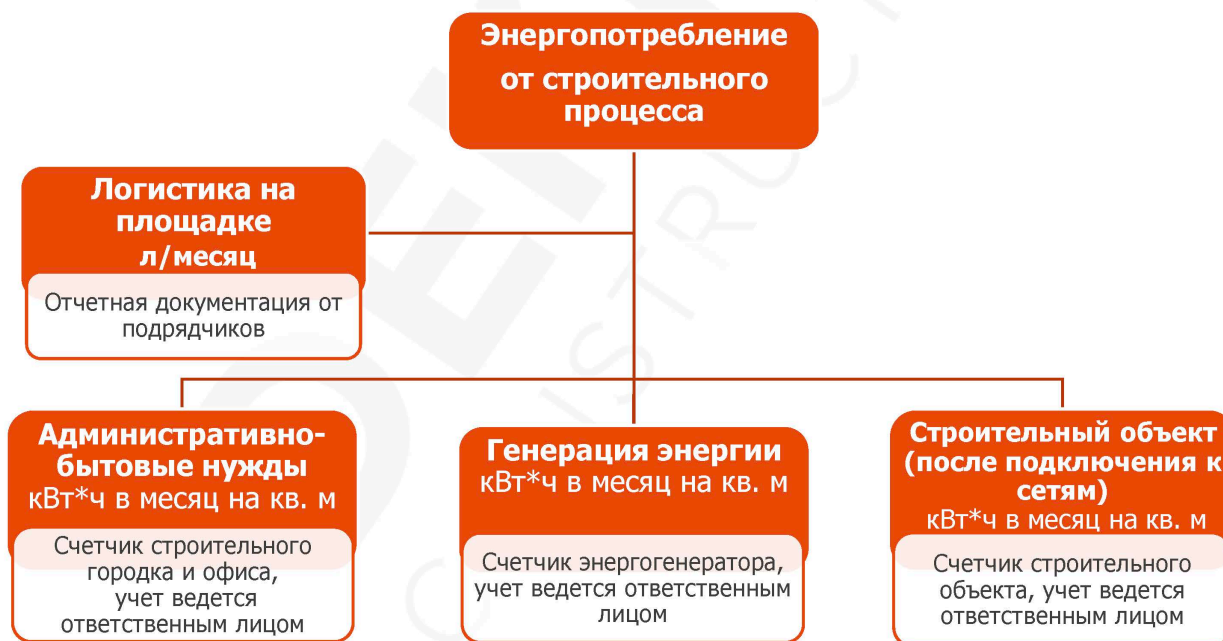 Энергопотребление
от строительного
процесса
Логистика на
площадке
л/месяц
Отчетная документация от
подрядчиков
Административно-
бытовые нужды
кВт*ч в месяц на кв. м
Счетчик строительного
городка и офиса,
учет ведется
ответственным лицом
Генерация энергии
кВт*ч в месяц на кв. м
Счетчик энергогенератора,
учет ведется ответственным
лицом
Строительный объект
(после подключения к
сетям)
кВт*ч в месяц на кв. м
Счетчик строительного
объекта, учет ведется
ответственным лицом